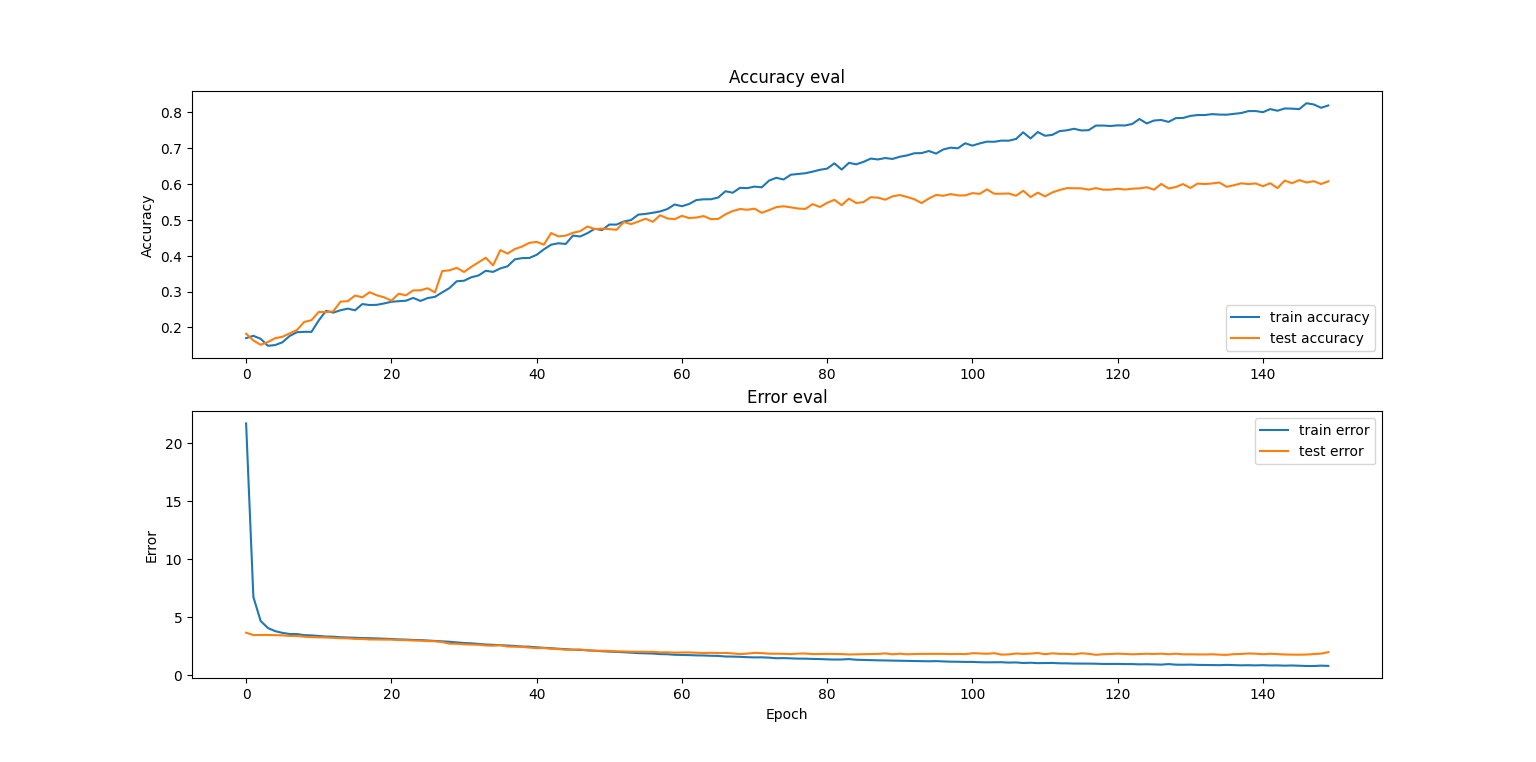 Accuracy eval
Accuracy
0.8
0.7
0.6
0.5
0.4
0.3
0.2
train accuracy
test accuracy
0 20 40 60 80 100 120 140
Error eval
Error
20
15
10
5
0
train error
test error
0 20 40 60 80 100 120 140
Epoch